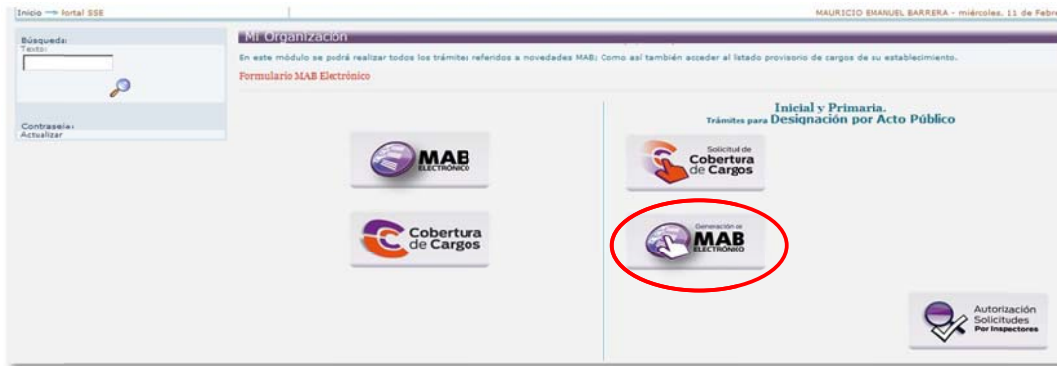 Inicio Portal SSE
MAURICIO EMANUEL BARRERA - miércoles, 11 de Febre
Búsqueda:
Texto:
Contraseña:
Actualizar
Mi Organización
En este módulo se podrá realizar todos los trámites referidos a novedades MAB; Como así también acceder al listado provisorio de cargos de su establecimiento.
Formulario MAB Electrónico
MAB
ELECTRÓNICO
Cobertura
de Cargos
Inicial y Primaria.
Trámites para Designación por Acto Público
Solicitud de
Cobertura
de Cargos
Generación de
MAB
ELECTRÓNICO
Autorización
Solicitudes
Por Inspectores